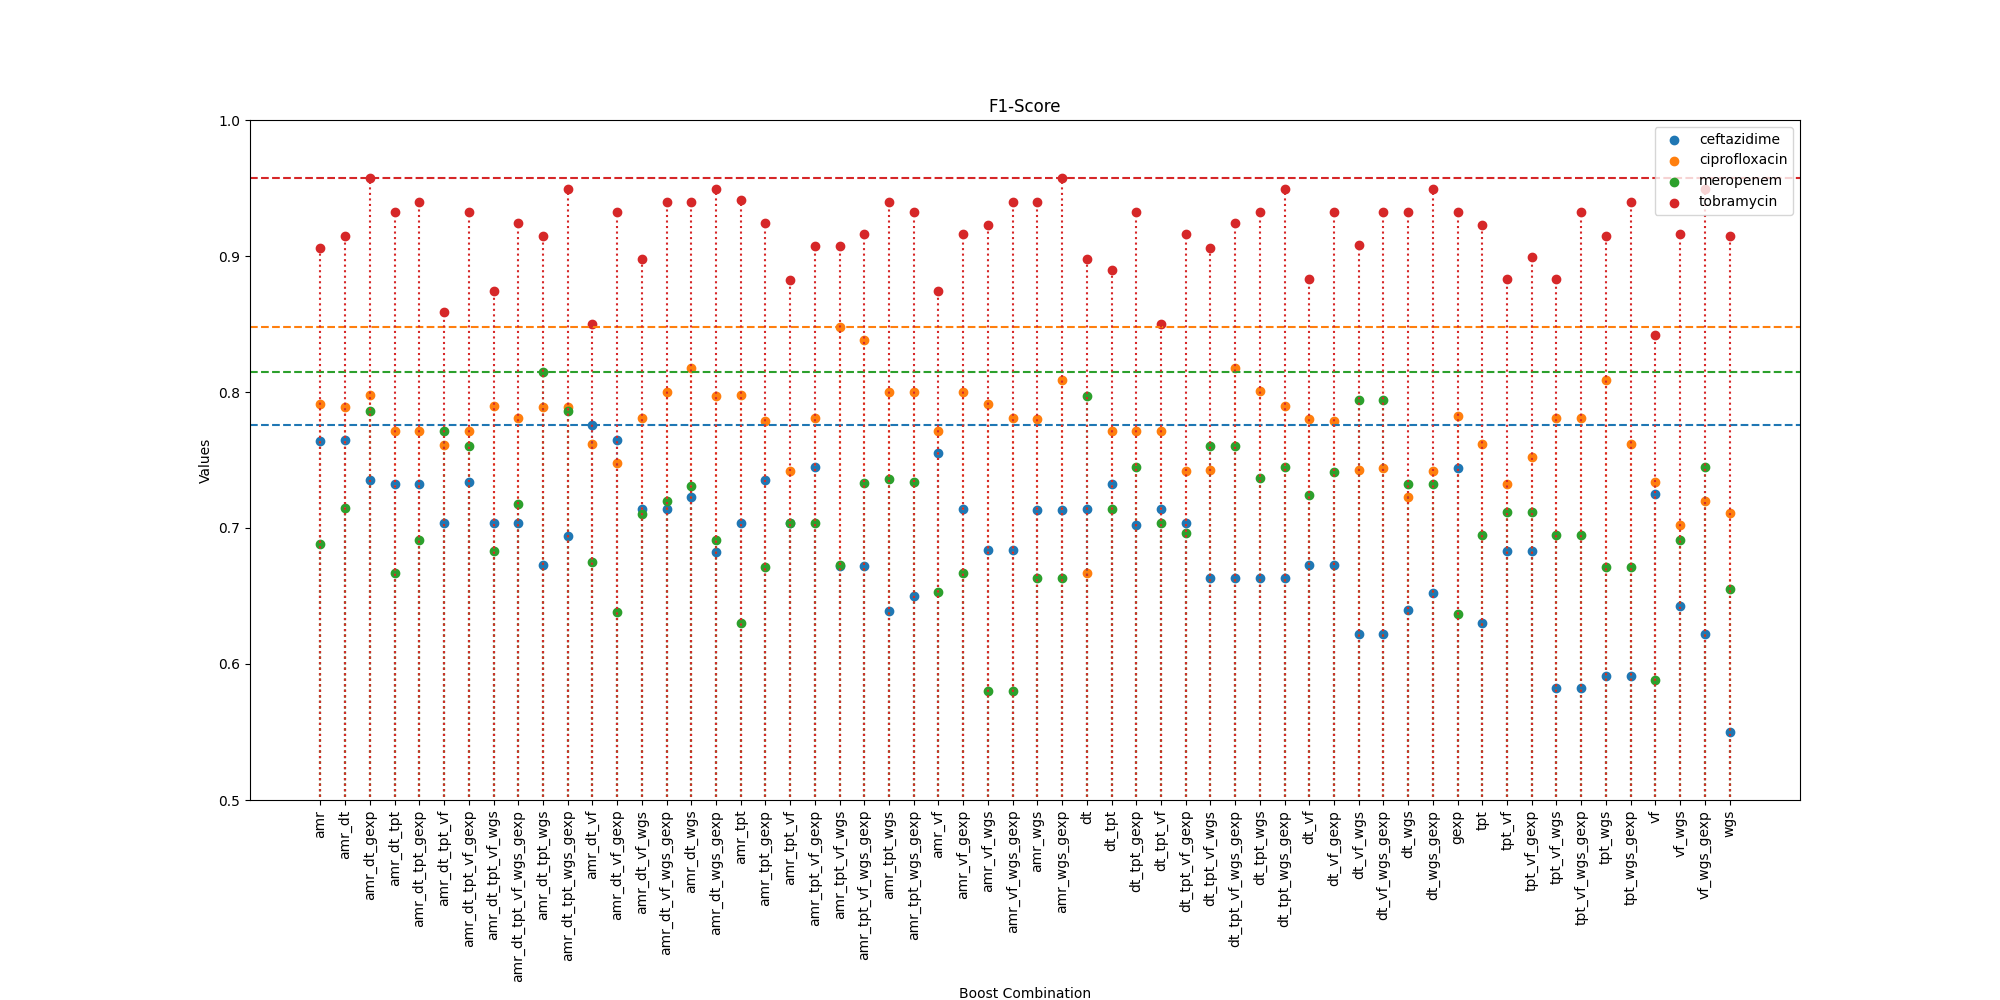 F1-Score
1.0
0.9
0.8
0.7
0.6
0.5
Values
ceftazidime
ciprofloxacin
meropenem
tobramycin
amr
amr_dt
amr_dt_gexp
amr_dt_tpt
amr_dt_tpt_gexp
amr_dt_tpt_vf
amr_dt_tpt_vf_gexp
amr_dt_tpt_vf_wgs
amr_dt_tpt_vf_wgs_gexp
amr_dt_tpt_wgs
amr_dt_tpt_wgs_gexp
amr_dt_vf
amr_dt_vf_gexp
amr_dt_vf_wgs
amr_dt_vf_wgs_gexp
amr_dt_wgs
amr_dt_wgs_gexp
amr_tpt
amr_tpt_gexp
amr_tpt_vf
amr_tpt_vf_gexp
amr_tpt_vf_wgs
amr_tpt_vf_wgs_gexp
amr_tpt_wgs
amr_tpt_wgs_gexp
amr_vf
amr_vf_gexp
amr_vf_wgs
amr_vf_wgs_gexp
amr_wgs
amr_wgs_gexp
dt
dt_tpt
dt_tpt_gexp
dt_tpt_vf
dt_tpt_vf_gexp
dt_tpt_vf_wgs
dt_tpt_vf_wgs_gexp
dt_tpt_wgs
dt_tpt_wgs_gexp
dt_vf
dt_vf_gexp
dt_vf_wgs
dt_vf_wgs_gexp
dt_wgs
dt_wgs_gexp
gexp
tpt
tpt_vf
tpt_vf_gexp
tpt_vf_wgs
tpt_vf_wgs_gexp
tpt_wgs
tpt_wgs_gexp
vf
vf_wgs
vf_wgs_gexp
wgs
Boost Combination